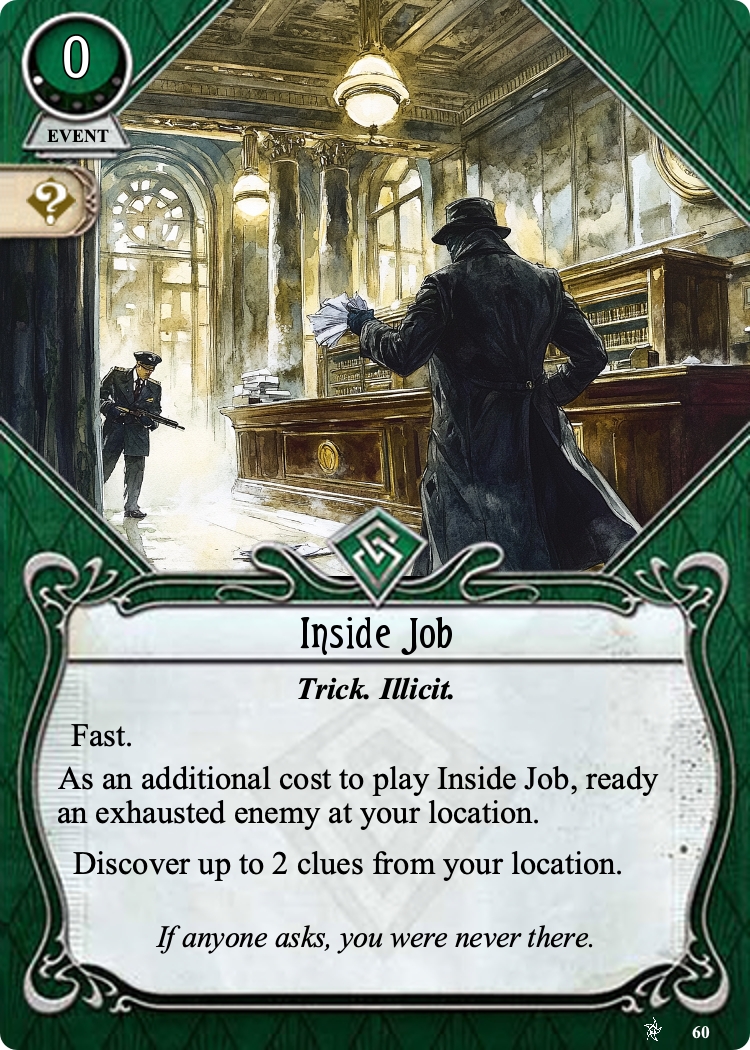 0
EVENT
?
Inside Job
Trick. Illicit.
Fast.
As an additional cost to play Inside Job, ready
an exhausted enemy at your location.
Discover up to 2 clues from your location.
If anyone asks, you were never there.
60